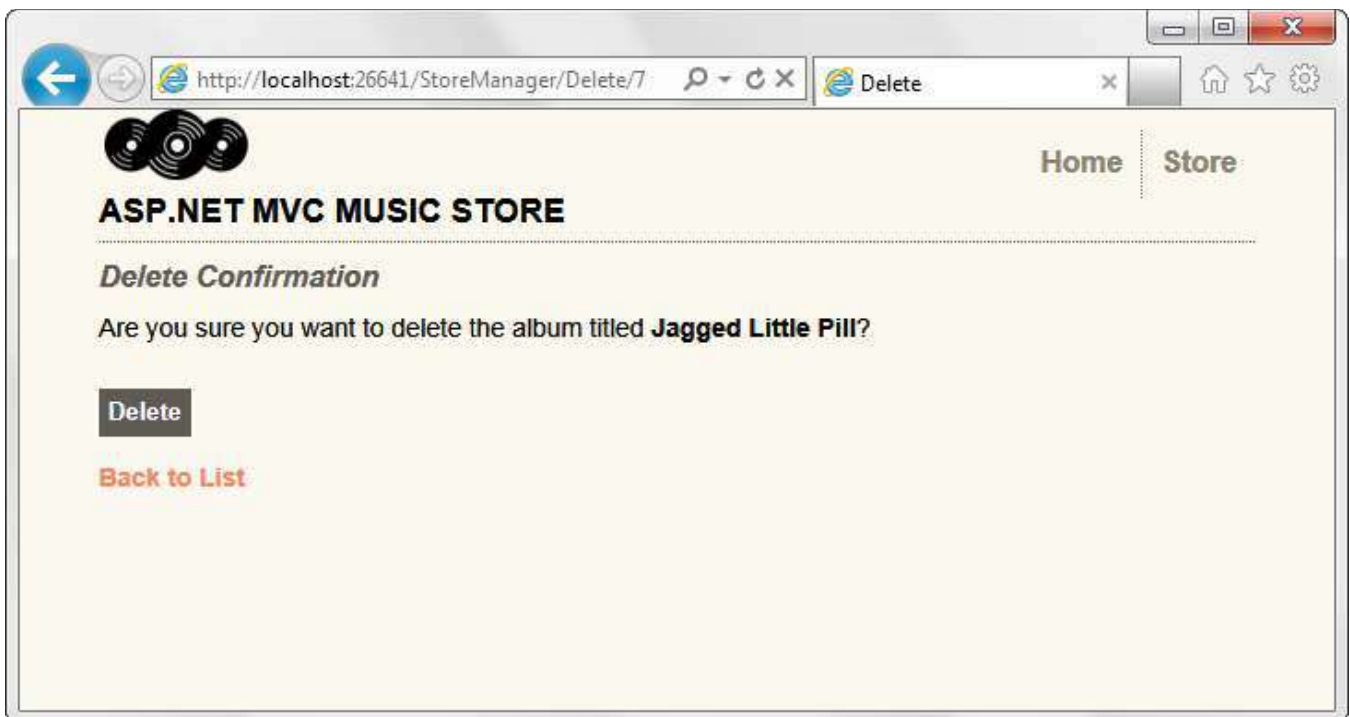 http://localhost:26641/StoreManager/Delete/7
Delete
Home
Store
ASP.NET MVC MUSIC STORE
Delete Confirmation
Are you sure you want to delete the album titled Jagged Little Pill?
Delete
Back to List